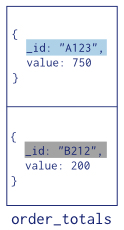 {
_id: "A123",
value: 750
}
{
_id: "B212",
value: 200
}
order_totals